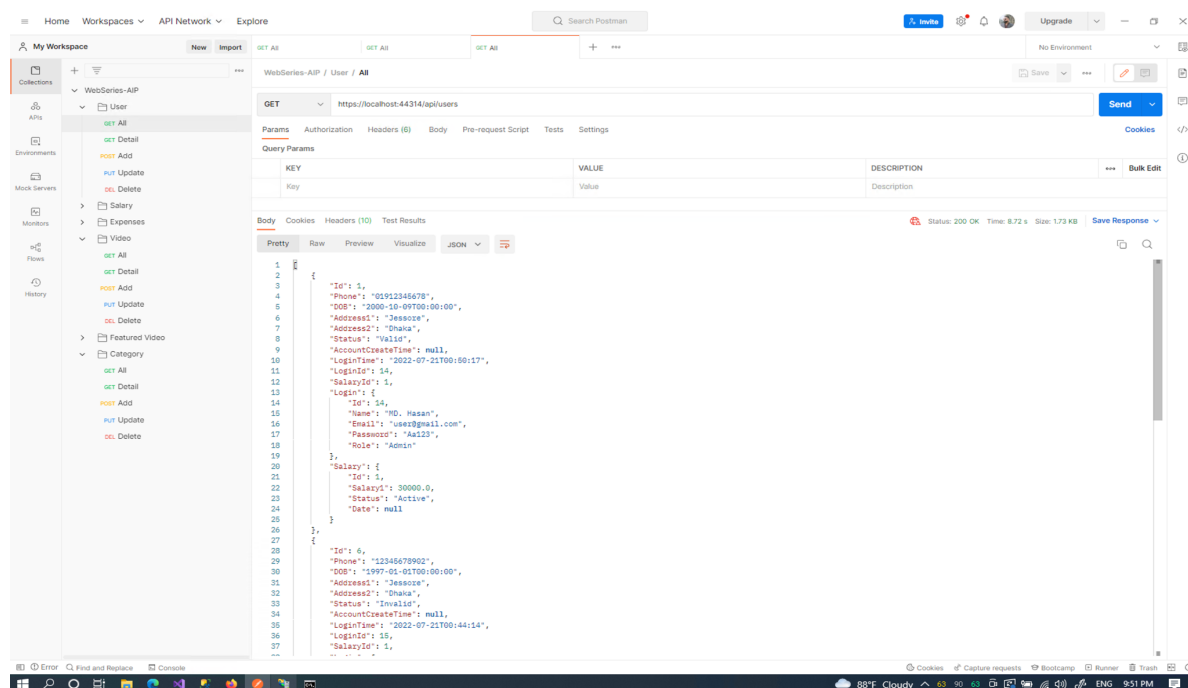 Home Workspaces API Network Explore
Search Postman
Invite
Upgrade
My Workspace
New Import
GET All
GET All
GET All
No Environment
Collections
APIs
Environments
Mock Servers
Monitors
Flows
History
WebSeries-AIP
User
GET All
GET Detail
POST Add
PUT Update
DEL Delete
Salary
Expenses
Video
GET All
GET Detail
POST Add
PUT Update
DEL Delete
Featured Video
Category
GET All
GET Detail
POST Add
PUT Update
DEL Delete
WebSeries-AIP / User / All
Save
GET https://localhost:44314/api/users
Send
Params Authorization Headers (6) Body Pre-request Script Tests Settings
Cookies
Query Params
KEY VALUE DESCRIPTION
Bulk Edit
Key Value Description
Body Cookies Headers (10) Test Results
Status: 200 OK Time: 8.72 s Size: 1.73 KB Save Response
Pretty Raw Preview Visualize JSON
1 [
2 {
3 "Id": 1,
4 "Phone": "01912345678",
5 "DOB": "2000-10-09T00:00:00",
6 "Address1": "Jessore",
7 "Address2": "Dhaka",
8 "Status": "Valid",
9 "AccountCreateTime": null,
10 "LoginTime": "2022-07-21T00:50:17",
11 "LoginId": 14,
12 "SalaryId": 1,
13 "Login": {
14 "Id": 14,
15 "Name": "MD. Hasan",
16 "Email": "user@gmail.com",
17 "Password": "Aa123",
18 "Role": "Admin"
19 },
20 "Salary": {
21 "Id": 1,
22 "Salary1": 30000.0,
23 "Status": "Active",
24 "Date": null
25 }
26 },
27 {
28 "Id": 6,
29 "Phone": "12345678902",
30 "DOB": "1997-01-01T00:00:00",
31 "Address1": "Jessore",
32 "Address2": "Dhaka",
33 "Status": "Invalid",
34 "AccountCreateTime": null,
35 "LoginTime": "2022-07-21T00:44:14",
36 "LoginId": 15,
37 "SalaryId": 1,
Error Find and Replace Console
Cookies Capture requests Bootcamp Runner Trash
88°F Cloudy 63 90 63 ENG 9:51 PM